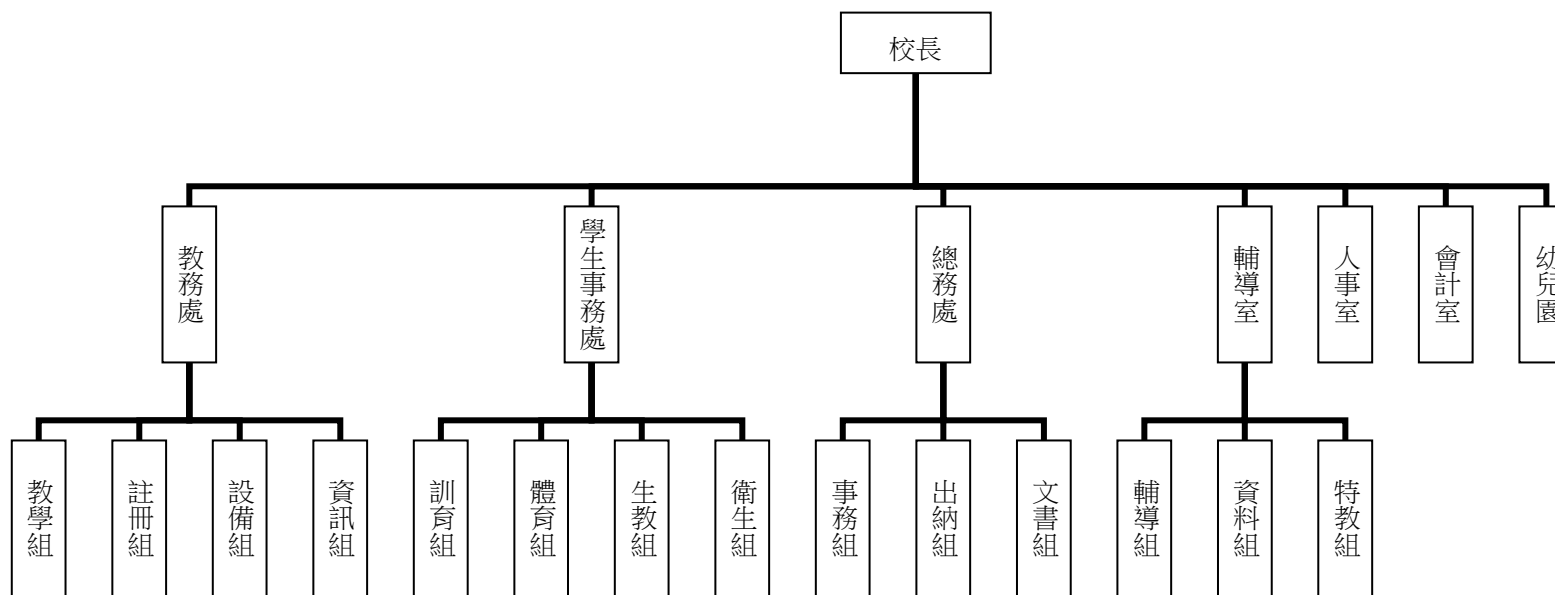 校長
教務處
學生事務處
總務處
輔導室
人事室
會計室
幼兒園
教學組
註冊組
設備組
資訊組
訓育組
體育組
生教組
衛生組
事務組
出納組
文書組
輔導組
資料組
特教組